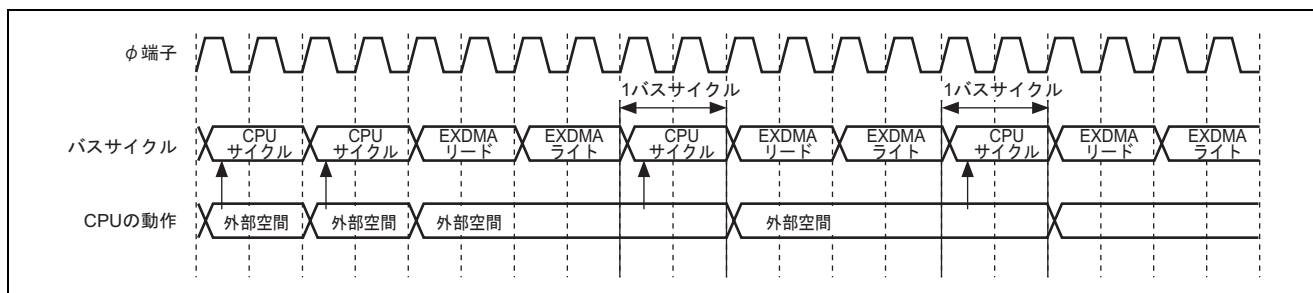 φ端子
1バスサイクル
1バスサイクル
バスサイクル
CPU
サイクル
CPU
サイクル
EXDMA
リード
EXDMA
ライト
CPU
サイクル
EXDMA
リード
EXDMA
ライト
CPU
サイクル
EXDMA
リード
EXDMA
ライト
CPUの動作
外部空間
外部空間
外部空間
外部空間